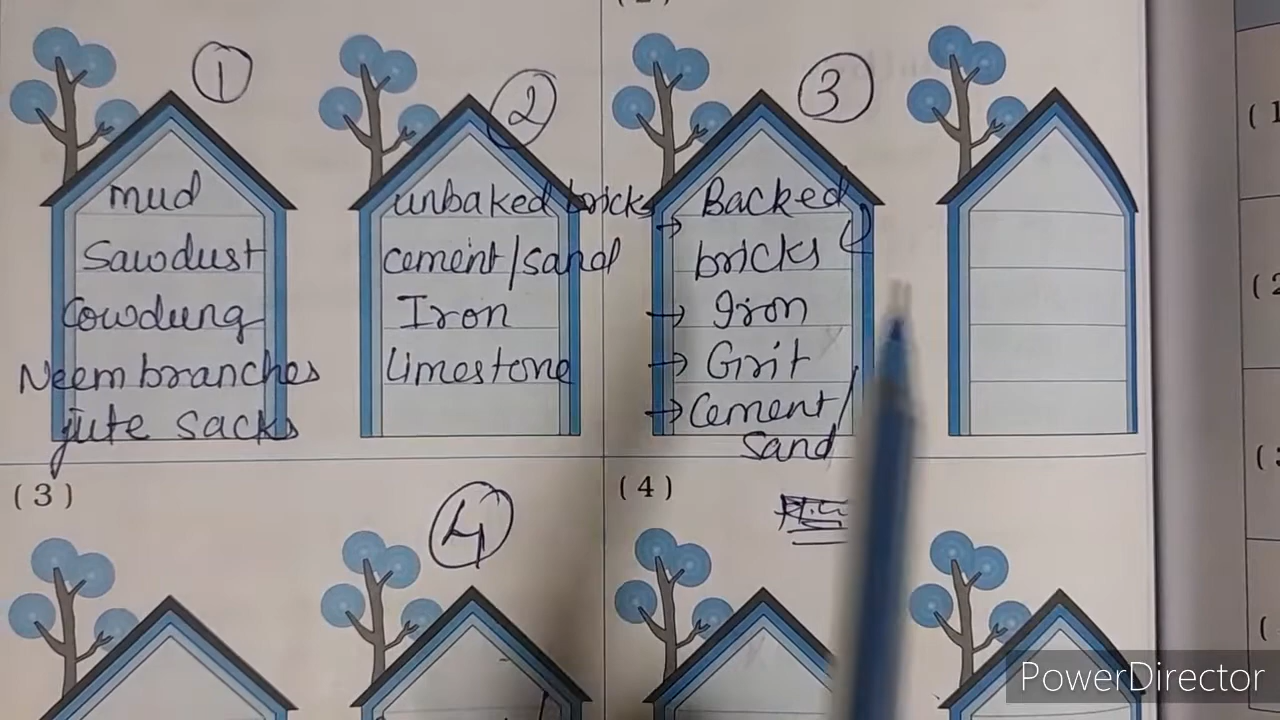 1
mud
Sawdust
Cowdung
Neem branches
jute sacks
2
unbaked bricks
cement/sand
Iron
limestone
3
→ Backed
bricks
→ Iron
→ Grit
→ Cement/
sand
(3)
4
(4)
PowerDirector